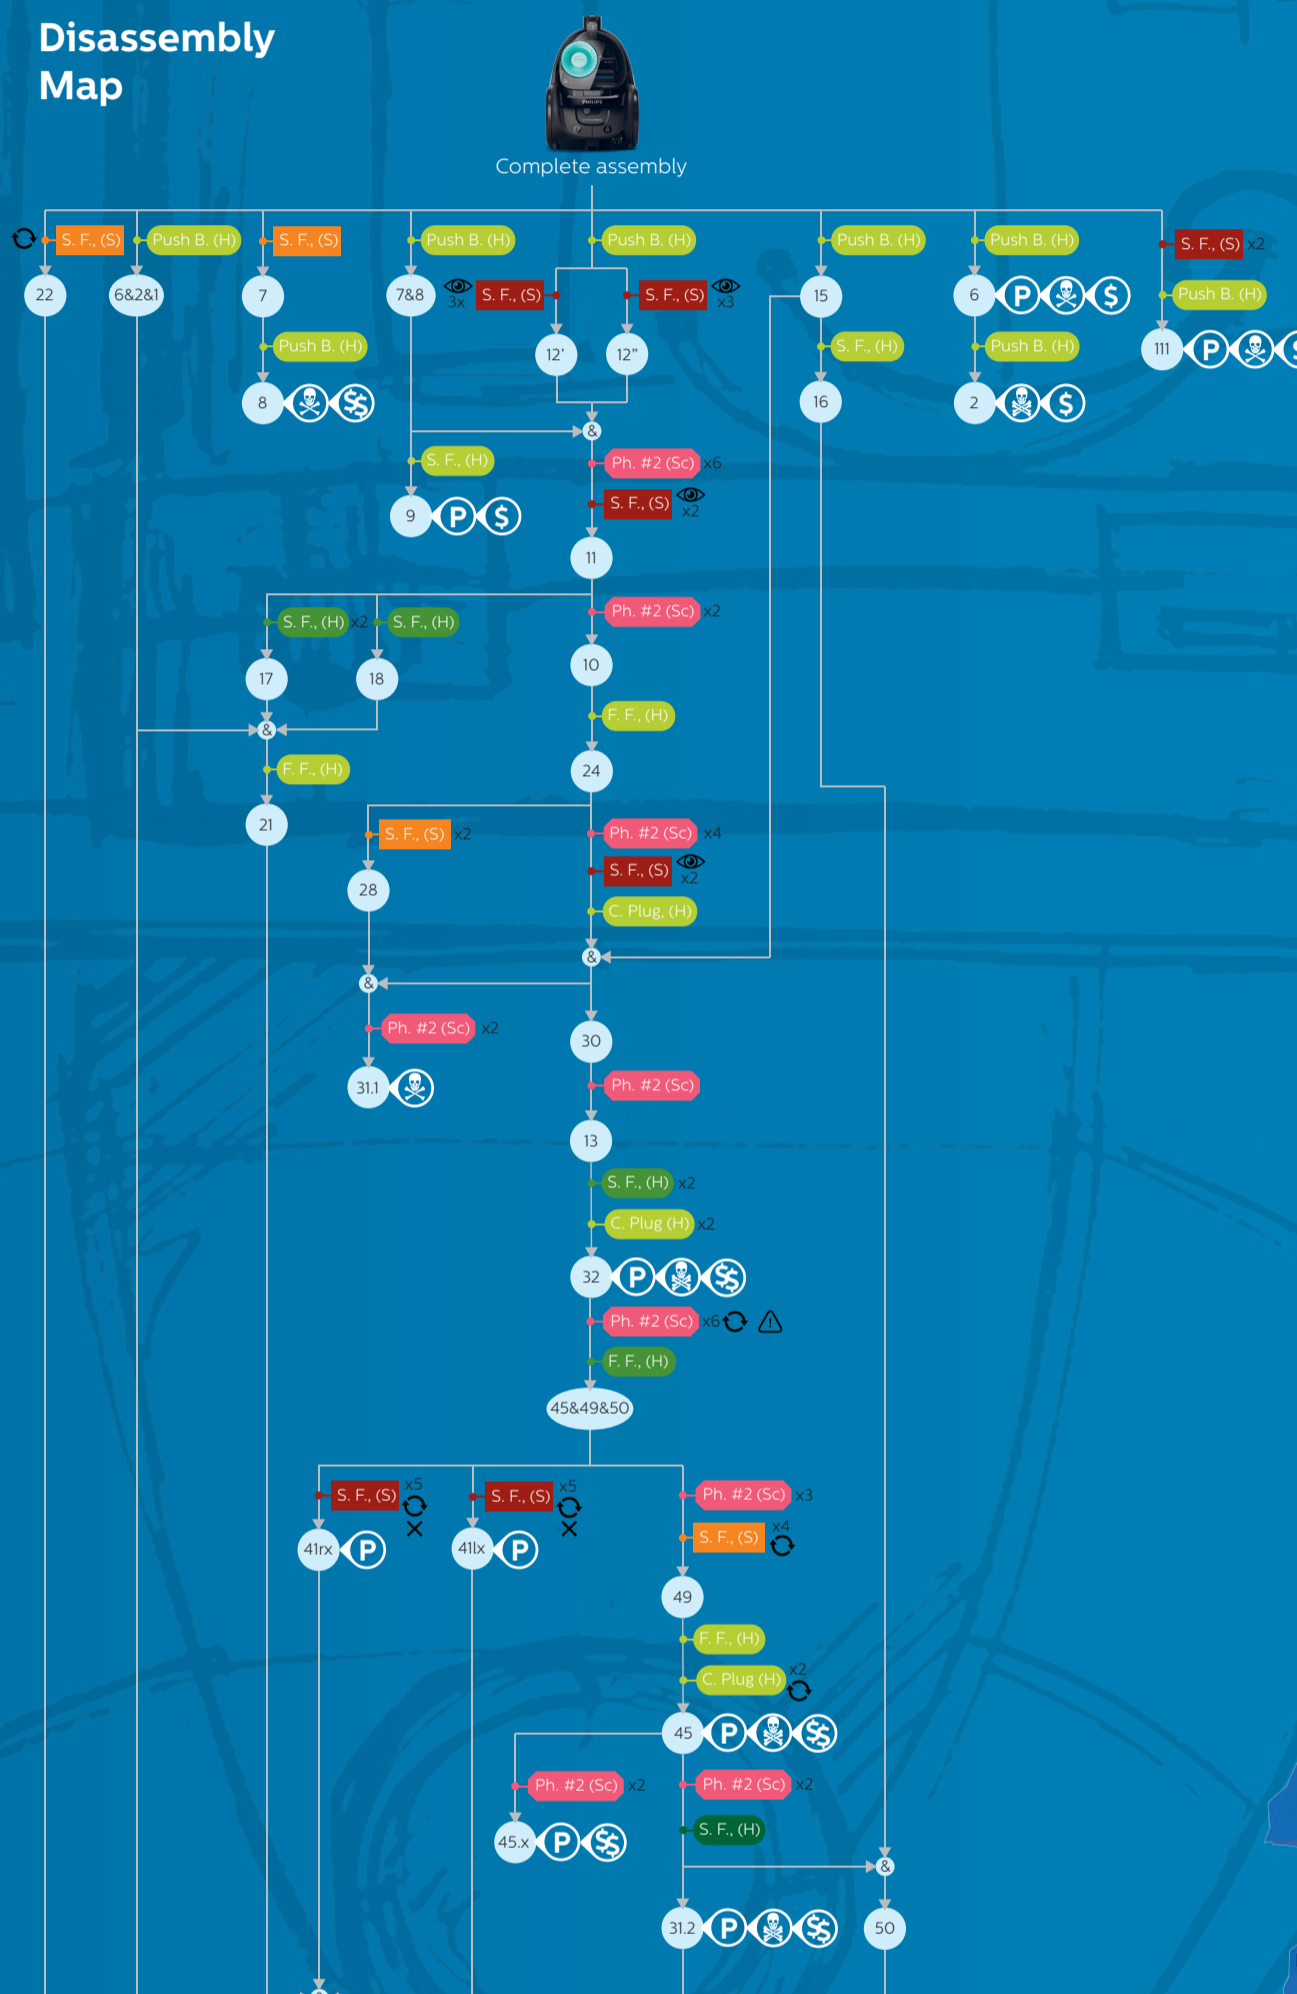 Disassembly
Map
PHILIPS
Complete assembly
S. F., (S)
Push B. (H)
S. F., (S)
Push B. (H)
Push B. (H)
Push B. (H)
Push B. (H)
S. F., (S) x2
22
6&2&1
7
7&8
3x
S. F., (S)
S. F., (S)
x3
15
6
P
$
Push B. (H)
Push B. (H)
12'
12"
S. F., (H)
Push B. (H)
111
P
$
8
$$
16
2
$
&
S. F., (H)
Ph. #2 (Sc) x6
S. F., (S)
x2
9
P
$
11
S. F., (H) x2
S. F., (H)
Ph. #2 (Sc) x2
17
18
10
&
F. F., (H)
F. F., (H)
24
21
S. F., (S) x2
Ph. #2 (Sc) x4
S. F., (S)
x2
28
C. Plug, (H)
&
&
Ph. #2 (Sc) x2
30
31.1
Ph. #2 (Sc)
13
S. F., (H) x2
C. Plug (H) x2
32
P
$$
Ph. #2 (Sc) x6
!
F. F., (H)
45&49&50
S. F., (S)
x5
S. F., (S)
x5
Ph. #2 (Sc) x3
S. F., (S)
x4
41rx
P
41lx
P
49
F. F., (H)
C. Plug (H)
x2
45
P
$$
Ph. #2 (Sc) x2
Ph. #2 (Sc) x2
S. F., (H)
45.x
P
$$
&
31.2
P
$$
50